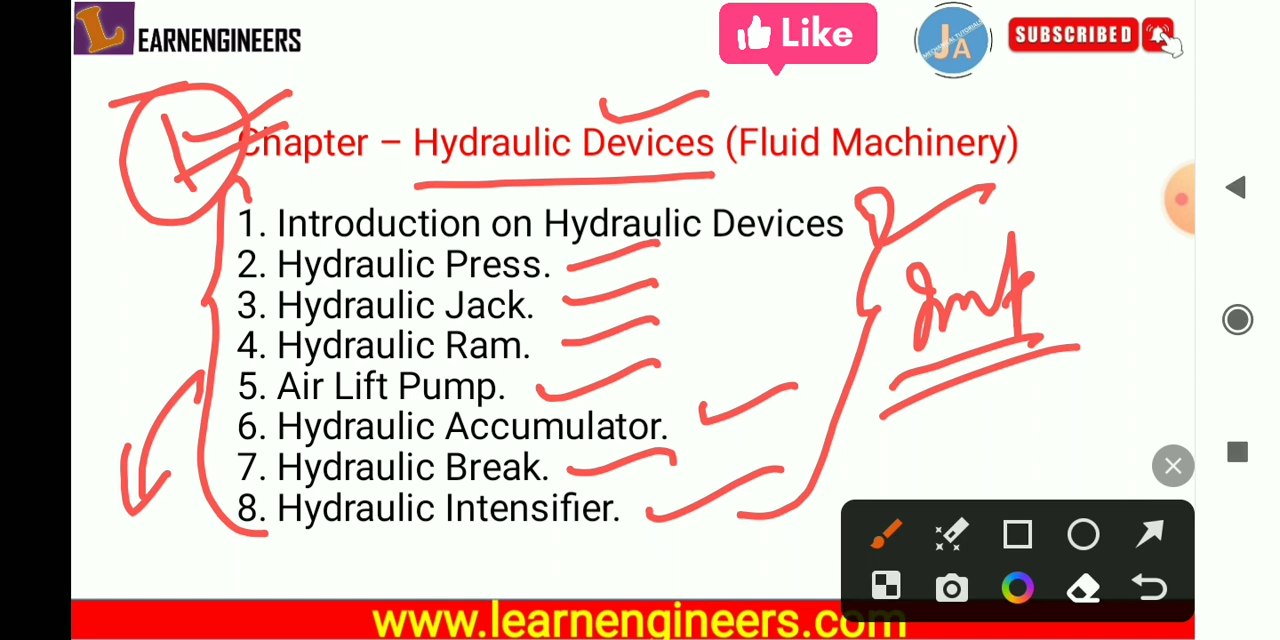 LEARNENGINEERS
Like
JA
SUBSCRIBED
Chapter – Hydraulic Devices (Fluid Machinery)
1. Introduction on Hydraulic Devices
2. Hydraulic Press.
3. Hydraulic Jack.
4. Hydraulic Ram.
5. Air Lift Pump.
6. Hydraulic Accumulator.
7. Hydraulic Break.
8. Hydraulic Intensifier.
www.learnengineers.com